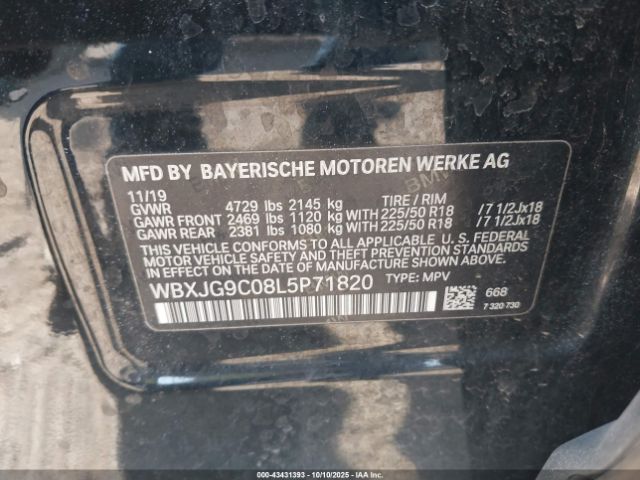 MFD BY BAYERISCHE MOTOREN WERKE AG
11/19 TIRE / RIM
GVWR 4729 lbs 2145 kg
GAWR FRONT 2469 lbs 1120 kg WITH 225/50 R18 /7 1/2Jx18
GAWR REAR 2381 lbs 1080 kg WITH 225/50 R18 /7 1/2Jx18
THIS VEHICLE CONFORMS TO ALL APPLICABLE U. S. FEDERAL
MOTOR VEHICLE SAFETY AND THEFT PREVENTION STANDARDS IN
EFFECT ON THE DATE OF MANUFACTURE SHOWN ABOVE.
WBXJG9C08L5P71820 TYPE: MPV
668
7 320 730
Stock: 000-43431393 - 10/10/2025 - IAA Inc.